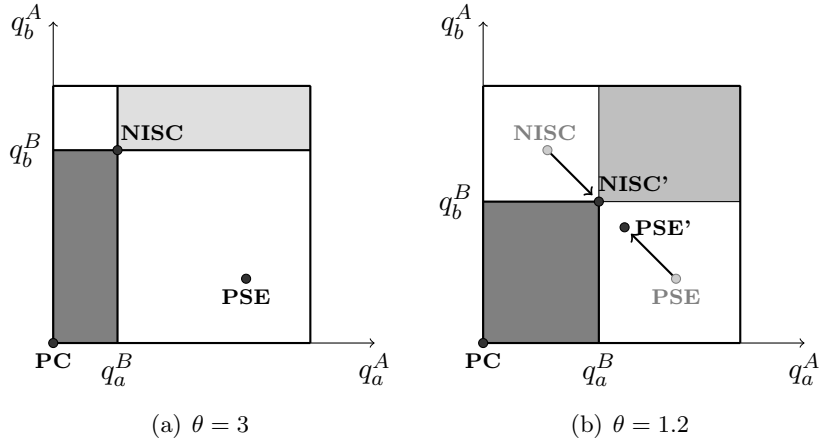 q_b^A
NISC
q_b^B
PSE
PC
q_a^B
q_a^A
(a) θ = 3
q_b^A
NISC
NISC'
q_b^B
PSE'
PSE
PC
q_a^B
q_a^A
(b) θ = 1.2